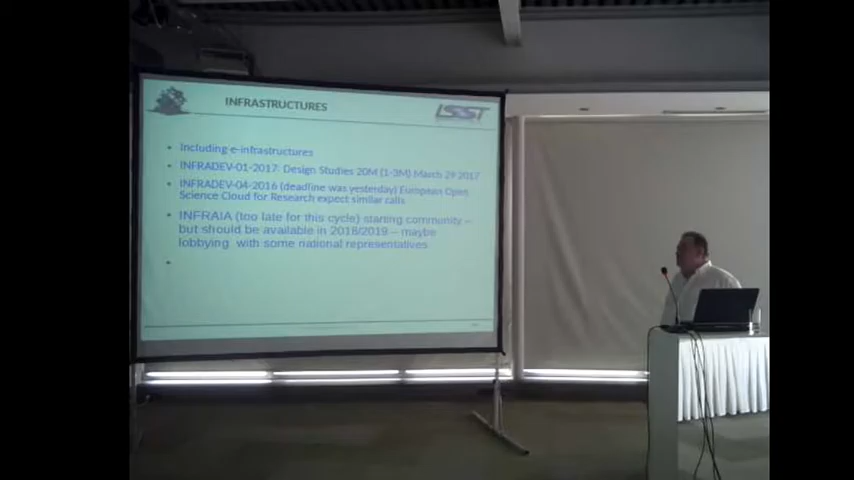 INFRASTRUCTURES
LSST
Including e-infrastructures
INFRADEV-01-2017: Design Studies 20M (1-3M) March 29 2017
INFRADEV-04-2016 (deadline was yesterday) European Open
Science Cloud for Research expect similar calls
INFRAIA (too late for this cycle) starting community –
but should be available in 2018/2019 – maybe
lobbying with some national representatives